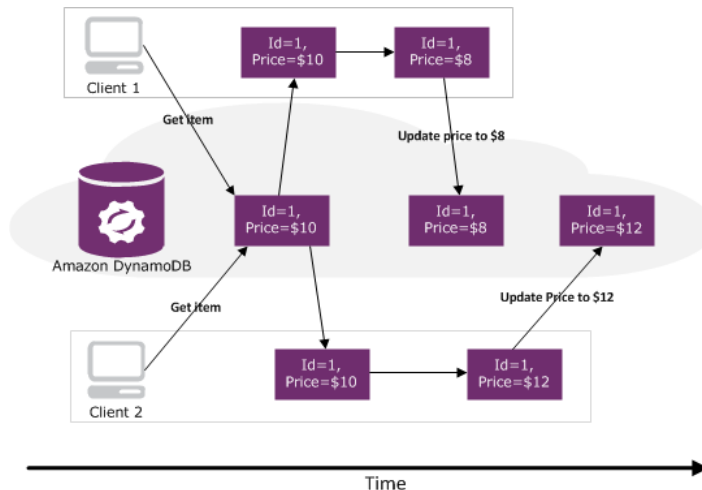 Id=1,
Price=$10
Id=1,
Price=$8
Client 1
Get item
Update price to $8
Id=1,
Price=$10
Id=1,
Price=$8
Id=1,
Price=$12
Amazon DynamoDB
Get item
Update Price to $12
Id=1,
Price=$10
Id=1,
Price=$12
Client 2
Time